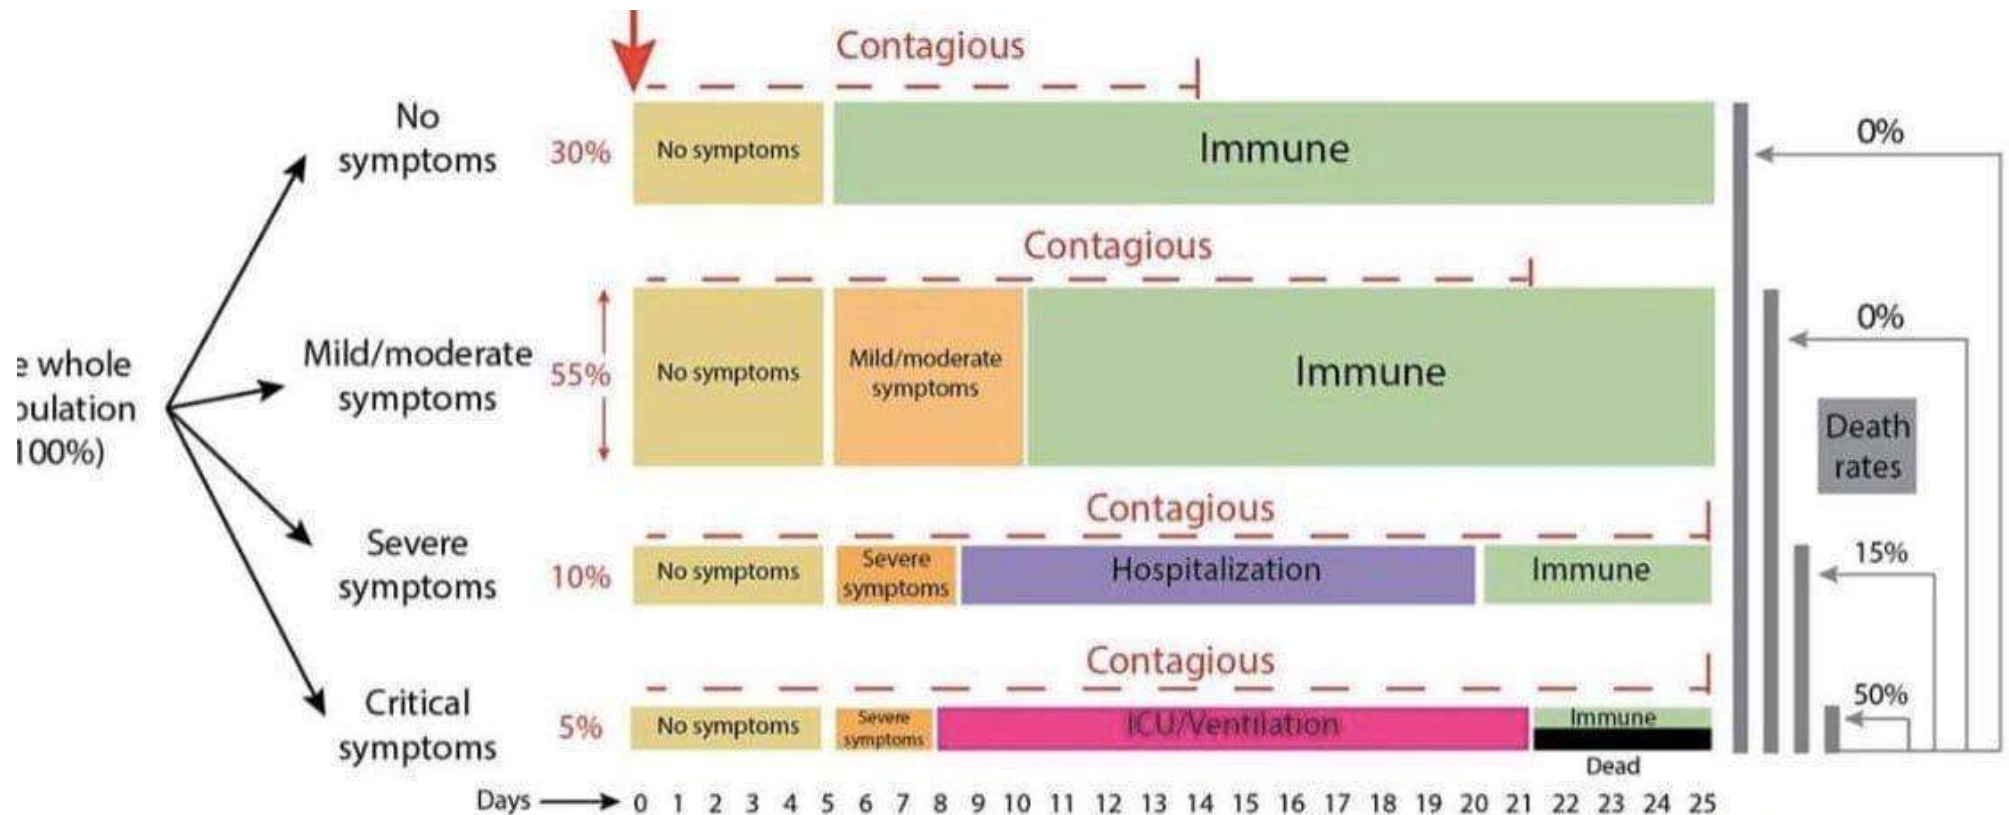 Contagious
No
symptoms
30%
No symptoms
Immune
0%
Contagious
e whole
pulation
100%)
Mild/moderate
symptoms
55%
No symptoms
Mild/moderate
symptoms
Immune
0%
Death
rates
Contagious
Severe
symptoms
10%
No symptoms
Severe
symptoms
Hospitalization
Immune
15%
Contagious
Critical
symptoms
5%
No symptoms
Severe
symptoms
ICU/Ventilation
Immune
Dead
50%
Days 0 1 2 3 4 5 6 7 8 9 10 11 12 13 14 15 16 17 18 19 20 21 22 23 24 25